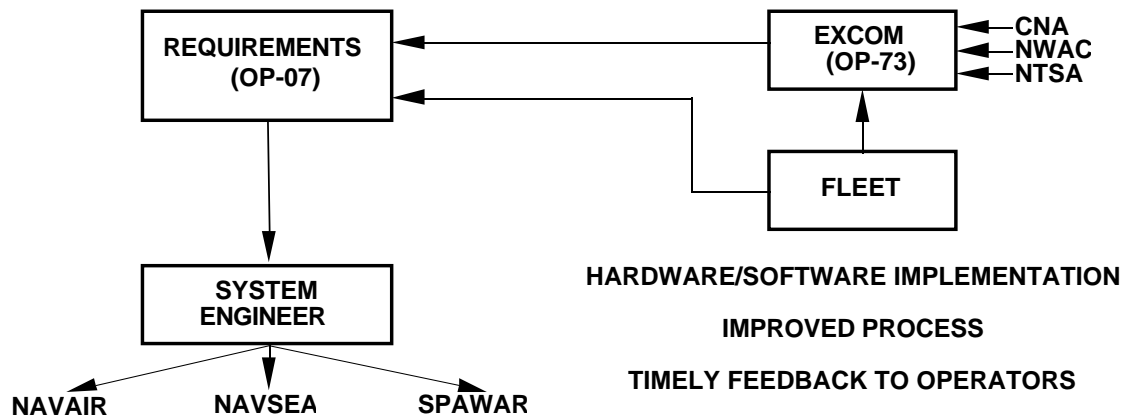 REQUIREMENTS
(OP-07)
EXCOM
(OP-73)
CNA
NWAC
NTSA
FLEET
SYSTEM
ENGINEER
NAVAIR
NAVSEA
SPAWAR
HARDWARE/SOFTWARE IMPLEMENTATION
IMPROVED PROCESS
TIMELY FEEDBACK TO OPERATORS